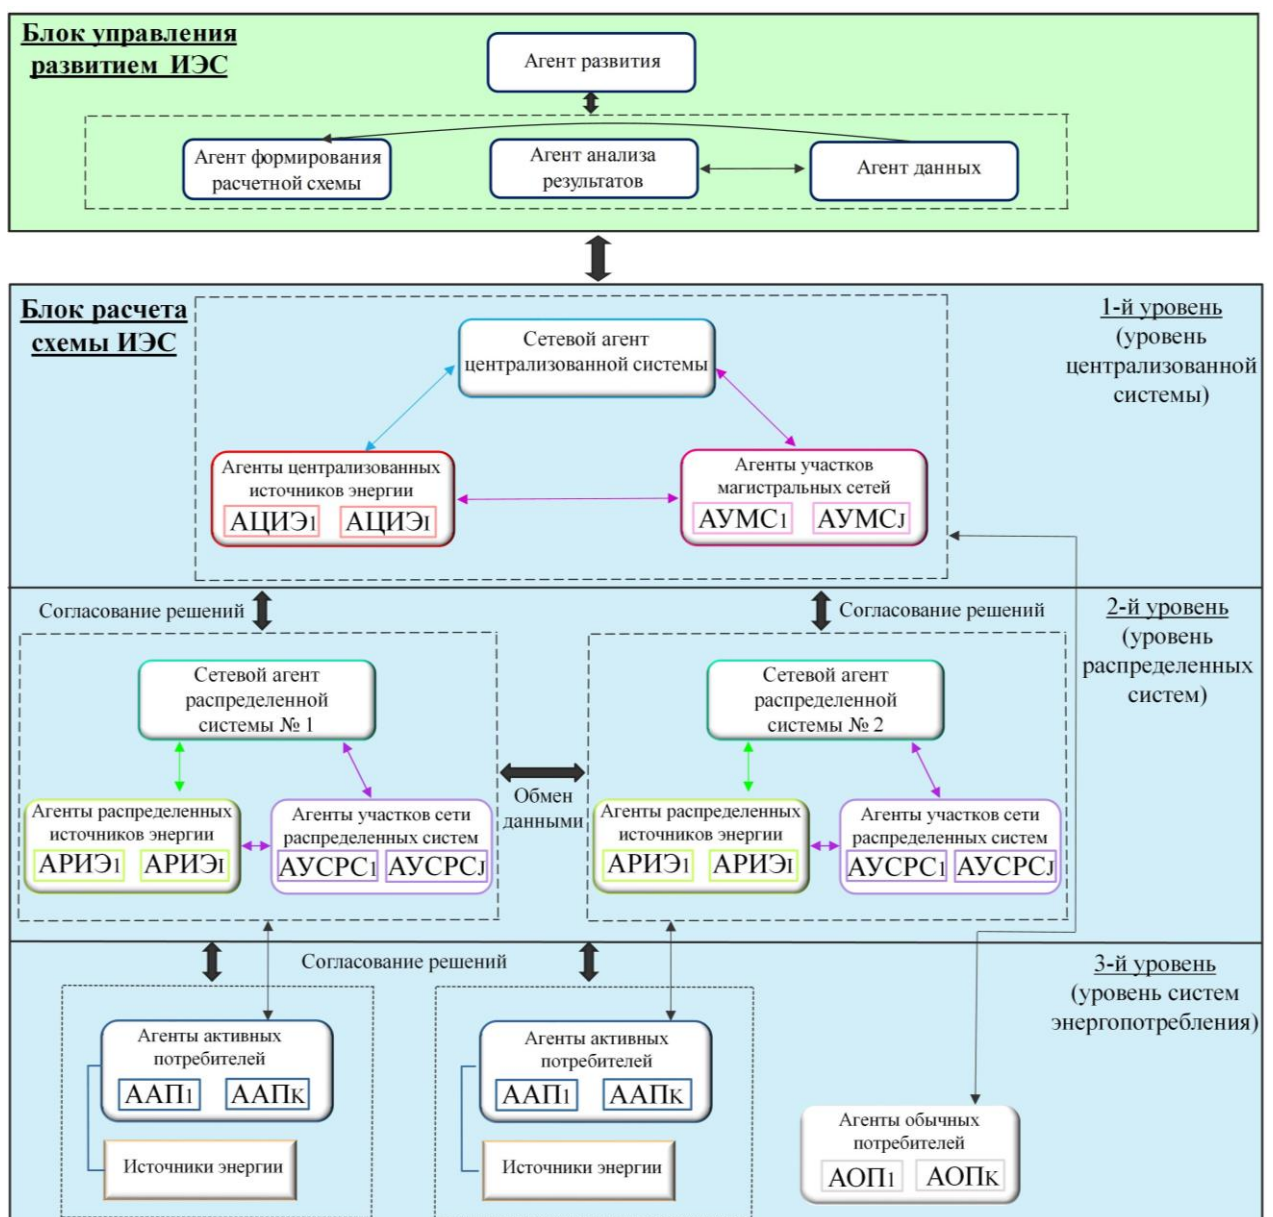 Блок управления
развитием ИЭС
Агент развития
Агент формирования
расчетной схемы
Агент анализа
результатов
Агент данных
Блок расчета
схемы ИЭС
1-й уровень
(уровень
централизованной
системы)
Сетевой агент
централизованной системы
Агенты централизованных
источников энергии
АЦИЭ1 АЦИЭI
Агенты участков
магистральных сетей
АУМС1 АУМСJ
Согласование решений
Согласование решений
2-й уровень
(уровень
распределенных
систем)
Сетевой агент
распределенной
системы № 1
Агенты распределенных
источников энергии
АРИЭ1 АРИЭI
Агенты участков сети
распределенных систем
АУСРС1 АУСРСJ
Обмен
данными
Сетевой агент
распределенной
системы № 2
Агенты распределенных
источников энергии
АРИЭ1 АРИЭI
Агенты участков сети
распределенных систем
АУСРС1 АУСРСJ
Согласование решений
3-й уровень
(уровень систем
энергопотребления)
Агенты активных
потребителей
ААП1 ААПK
Источники энергии
Агенты активных
потребителей
ААП1 ААПK
Источники энергии
Агенты обычных
потребителей
АОП1 АОПK